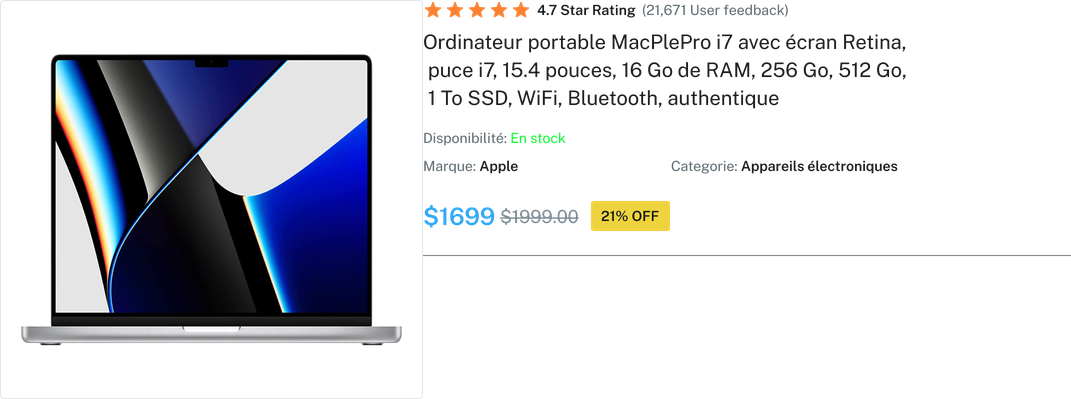 4.7 Star Rating (21,671 User feedback)
Ordinateur portable MacPlePro i7 avec écran Retina,
puce i7, 15.4 pouces, 16 Go de RAM, 256 Go, 512 Go,
1 To SSD, WiFi, Bluetooth, authentique
Disponibilité: En stock
Marque: Apple Categorie: Appareils électroniques
$1699 $1999.00 21% OFF